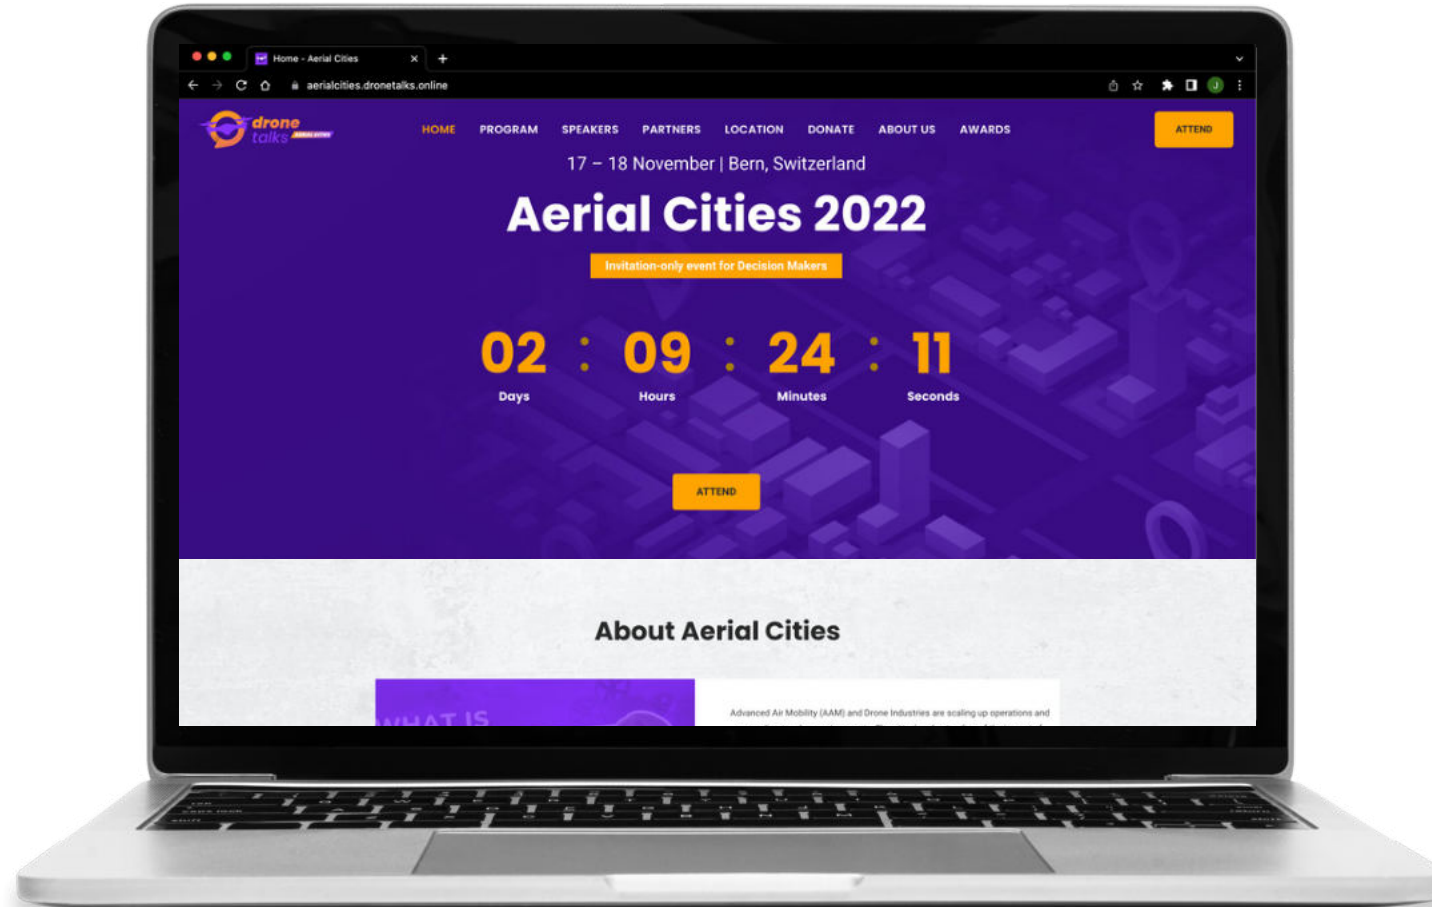 Home - Aerial Cities
aerialcities.dronetalks.online
J
drone
talks AERIAL CITIES
HOME PROGRAM SPEAKERS PARTNERS LOCATION DONATE ABOUT US AWARDS
ATTEND
17 – 18 November | Bern, Switzerland
Aerial Cities 2022
Invitation-only event for Decision Makers
02 : 09 : 24 : 11
Days Hours Minutes Seconds
ATTEND
About Aerial Cities
WHAT IS
Advanced Air Mobility (AAM) and Drone Industries are scaling up operations and